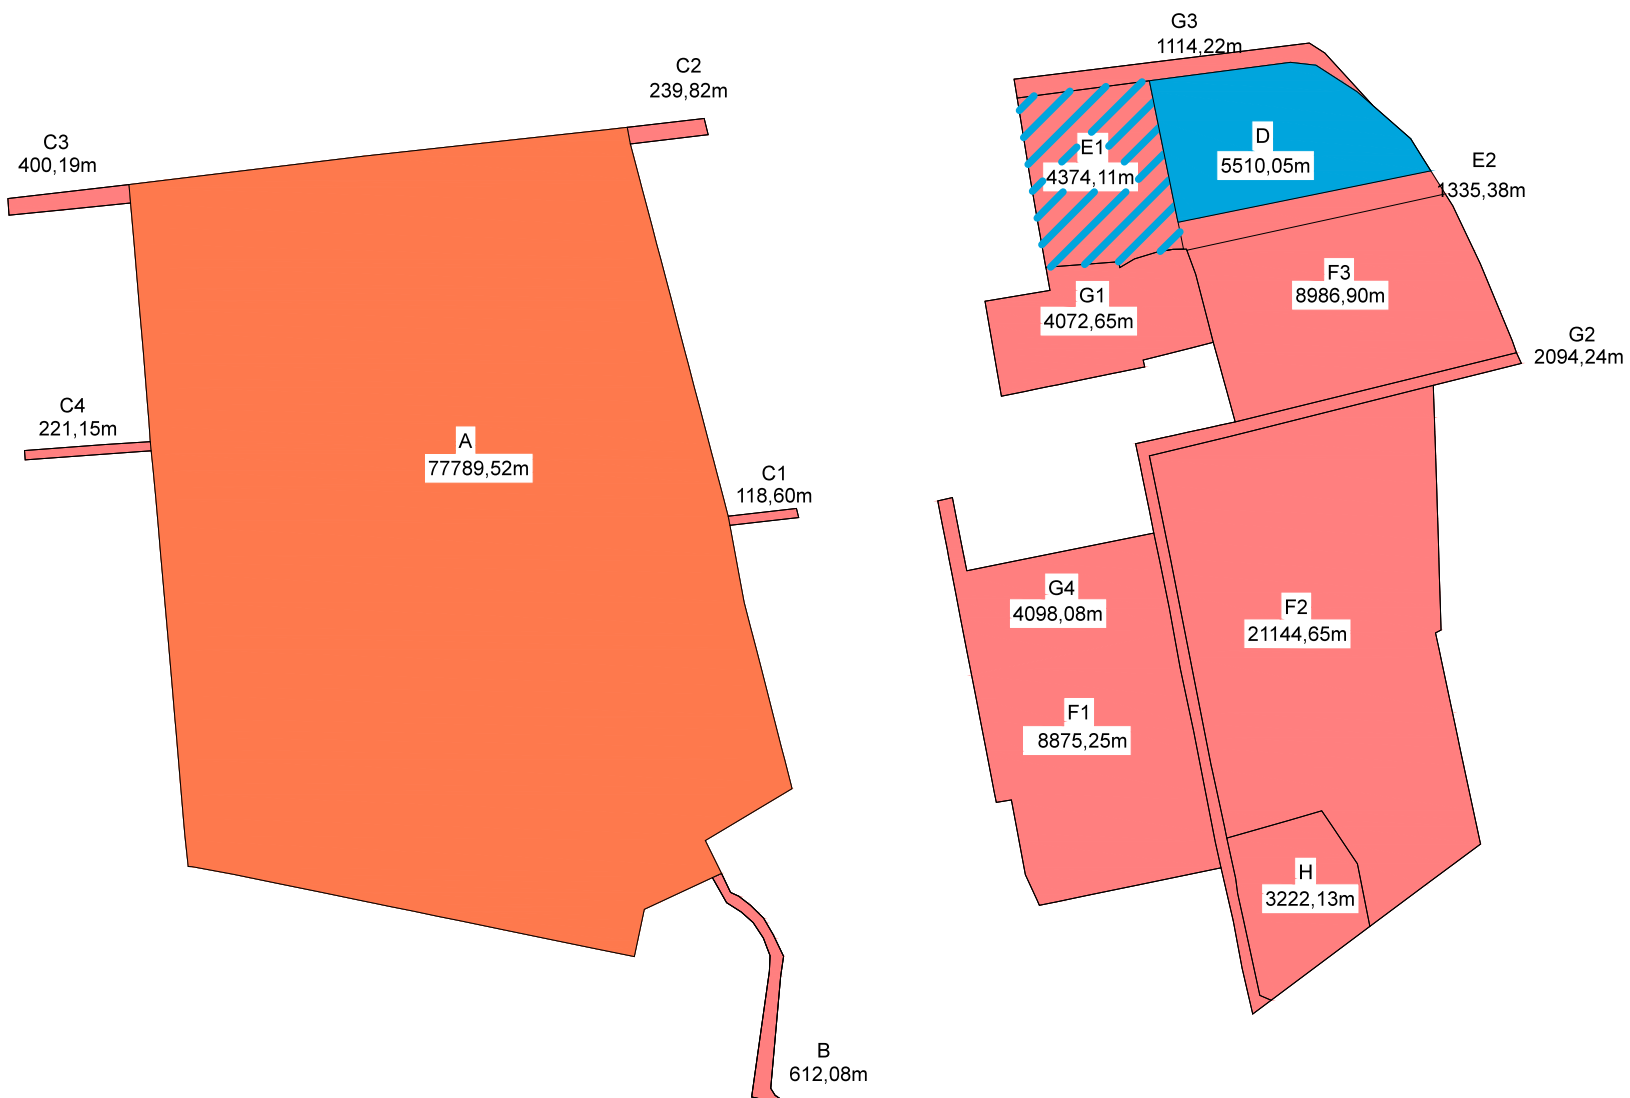 G3
1114,22m
C2
239,82m
C3
400,19m
D
5510,05m
E1
4374,11m
E2
1335,38m
F3
8986,90m
G1
4072,65m
G2
2094,24m
C4
221,15m
A
77789,52m
C1
118,60m
G4
4098,08m
F2
21144,65m
F1
8875,25m
H
3222,13m
B
612,08m